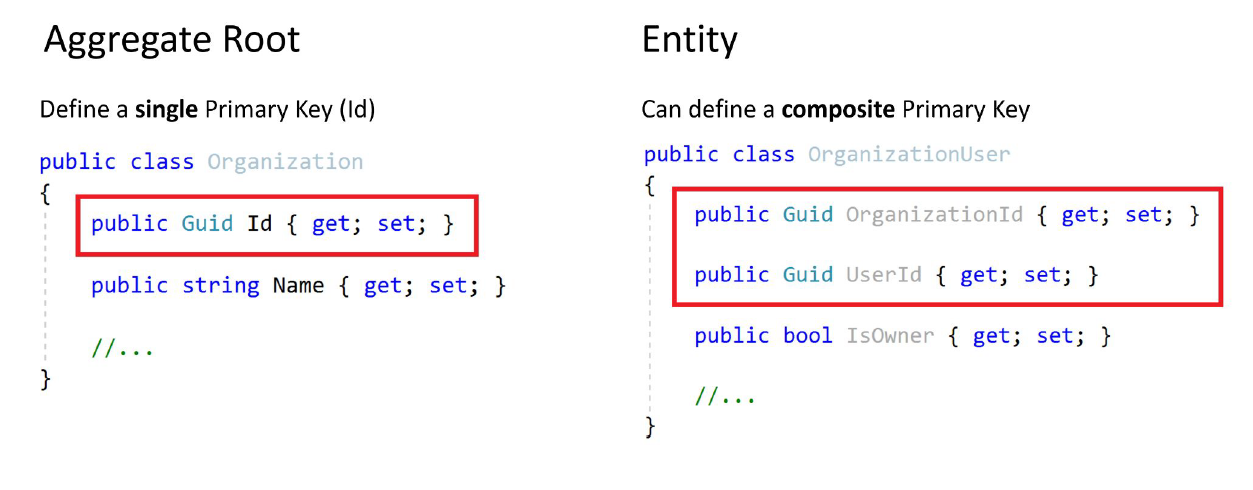 Aggregate Root
Define a single Primary Key (Id)
public class Organization
{
public Guid Id { get; set; }
public string Name { get; set; }
//...
}
Entity
Can define a composite Primary Key
public class OrganizationUser
{
public Guid OrganizationId { get; set; }
public Guid UserId { get; set; }
public bool IsOwner { get; set; }
//...
}